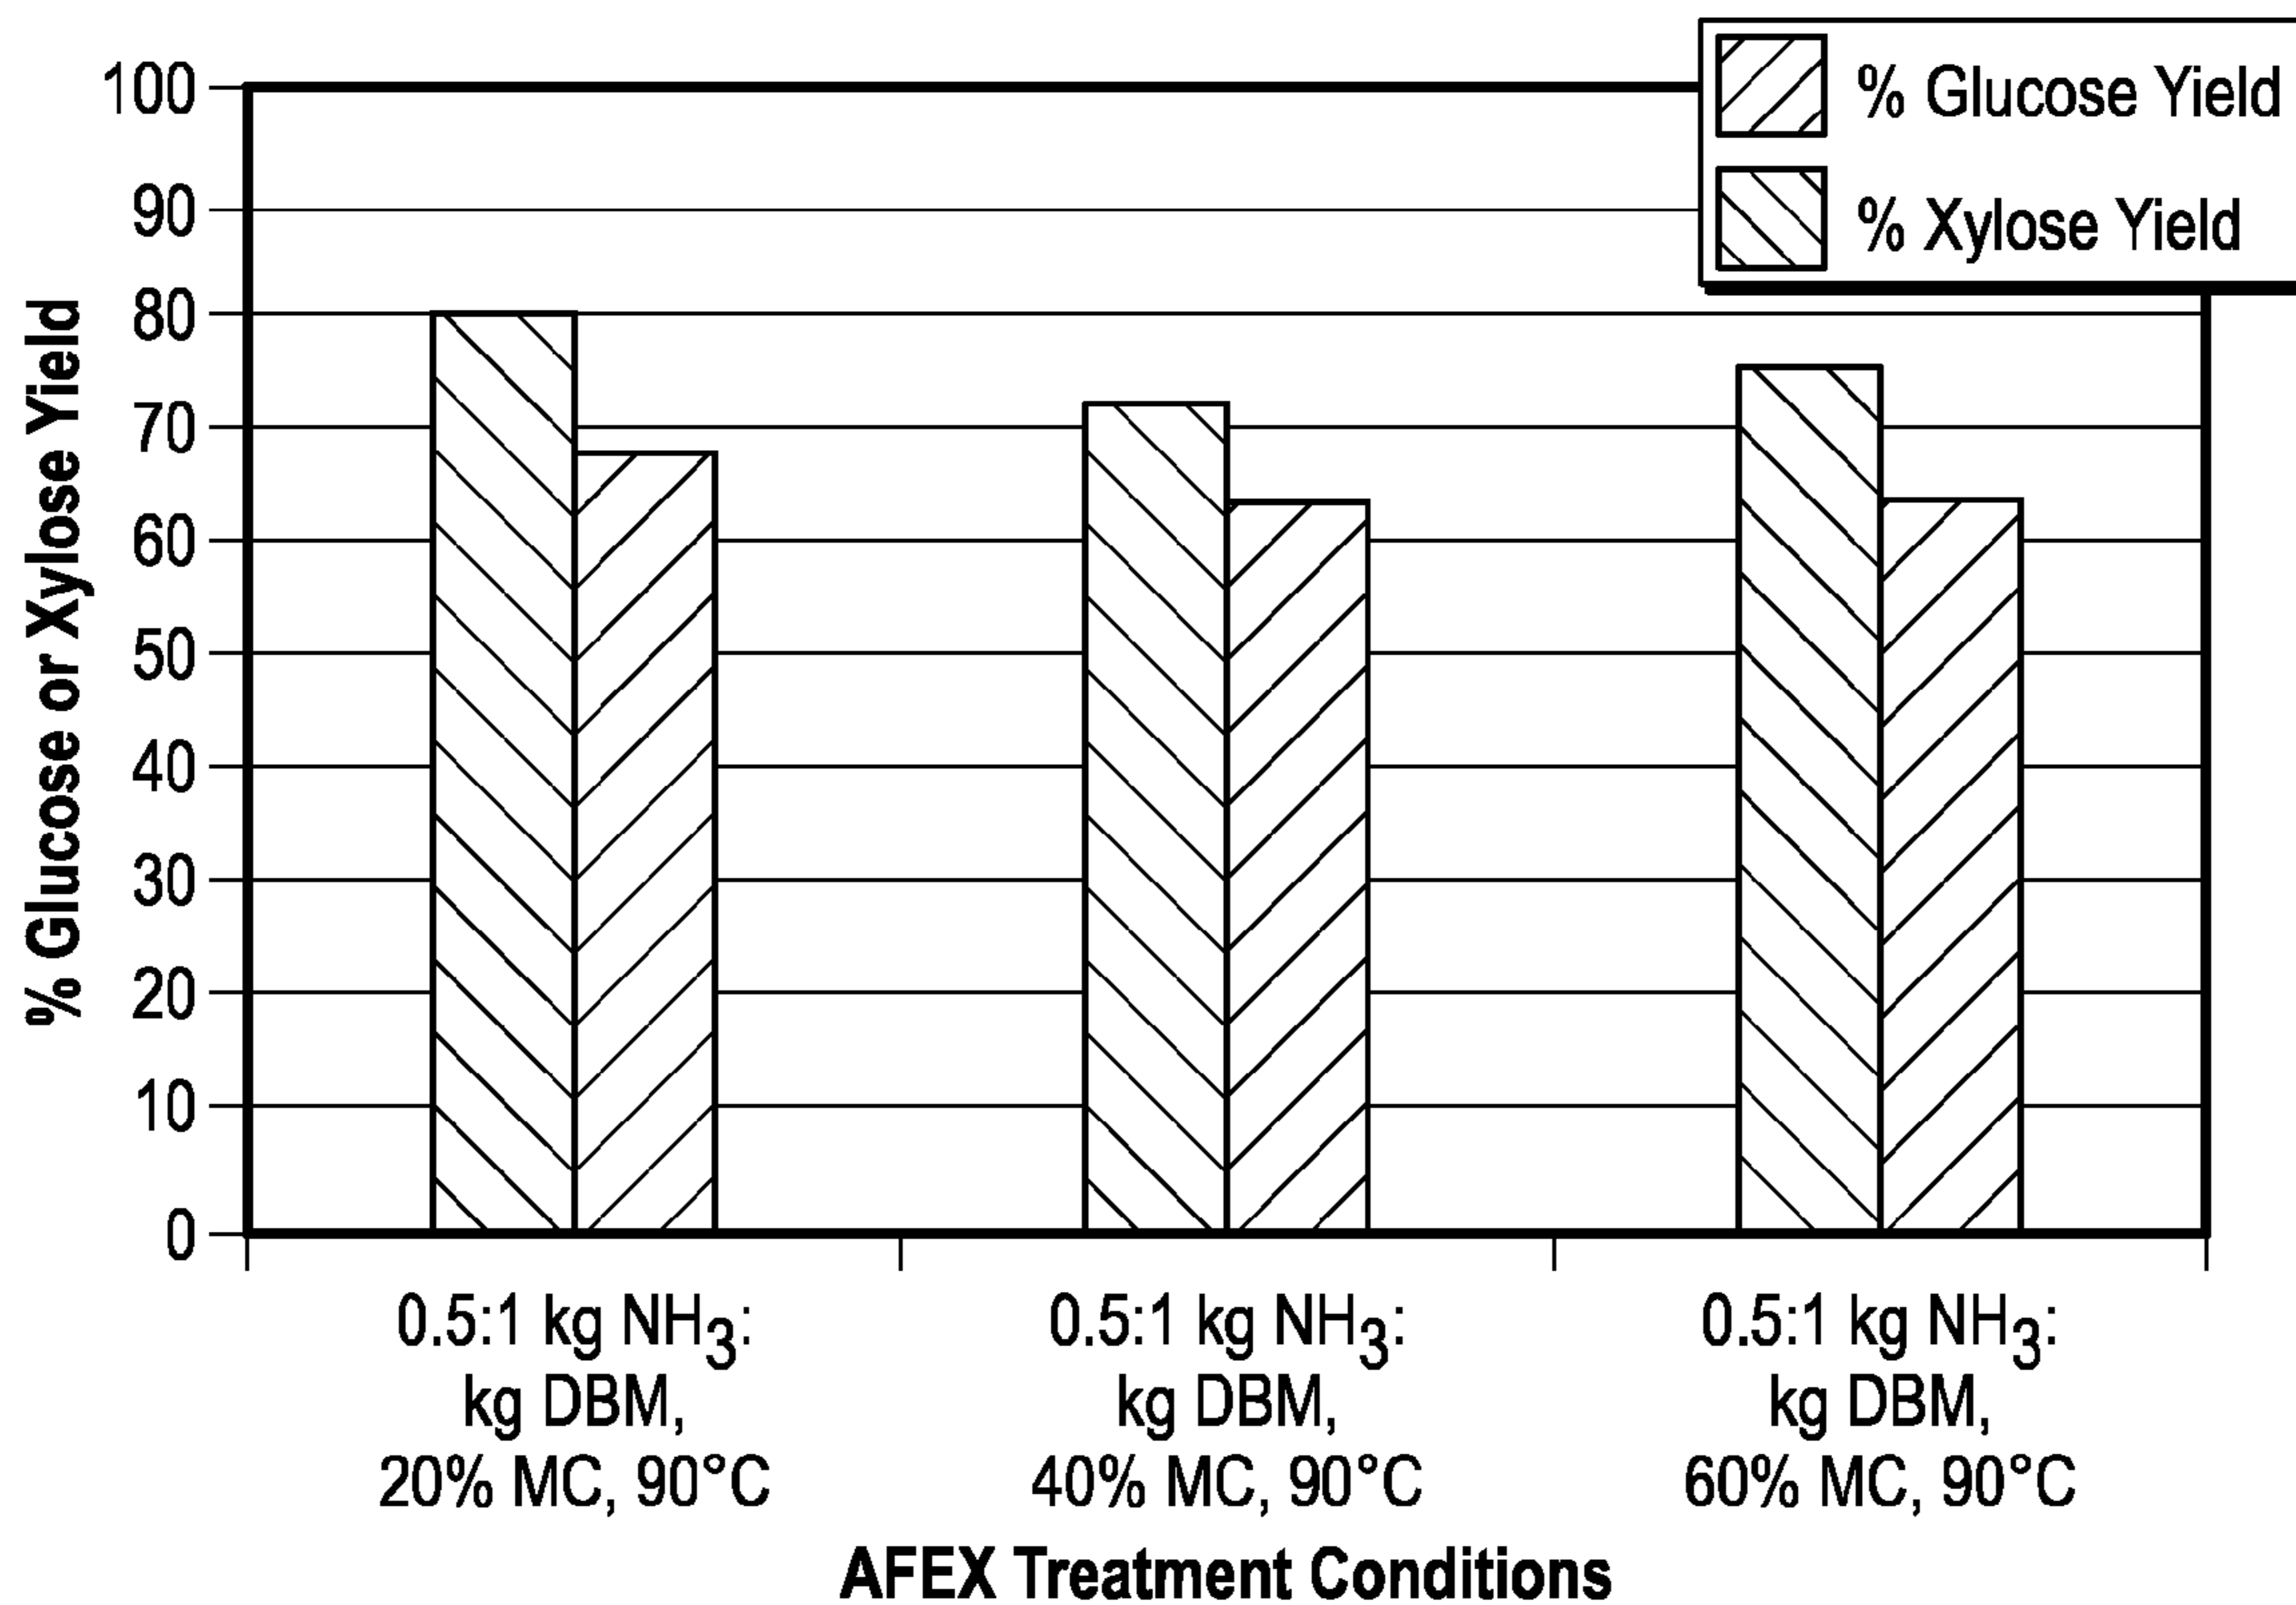 % Glucose Yield
% Xylose Yield
100
90
80
70
60
50
40
30
20
10
0
% Glucose or Xylose Yield
0.5:1 kg NH3:
kg DBM,
20% MC, 90°C
0.5:1 kg NH3:
kg DBM,
40% MC, 90°C
0.5:1 kg NH3:
kg DBM,
60% MC, 90°C
AFEX Treatment Conditions